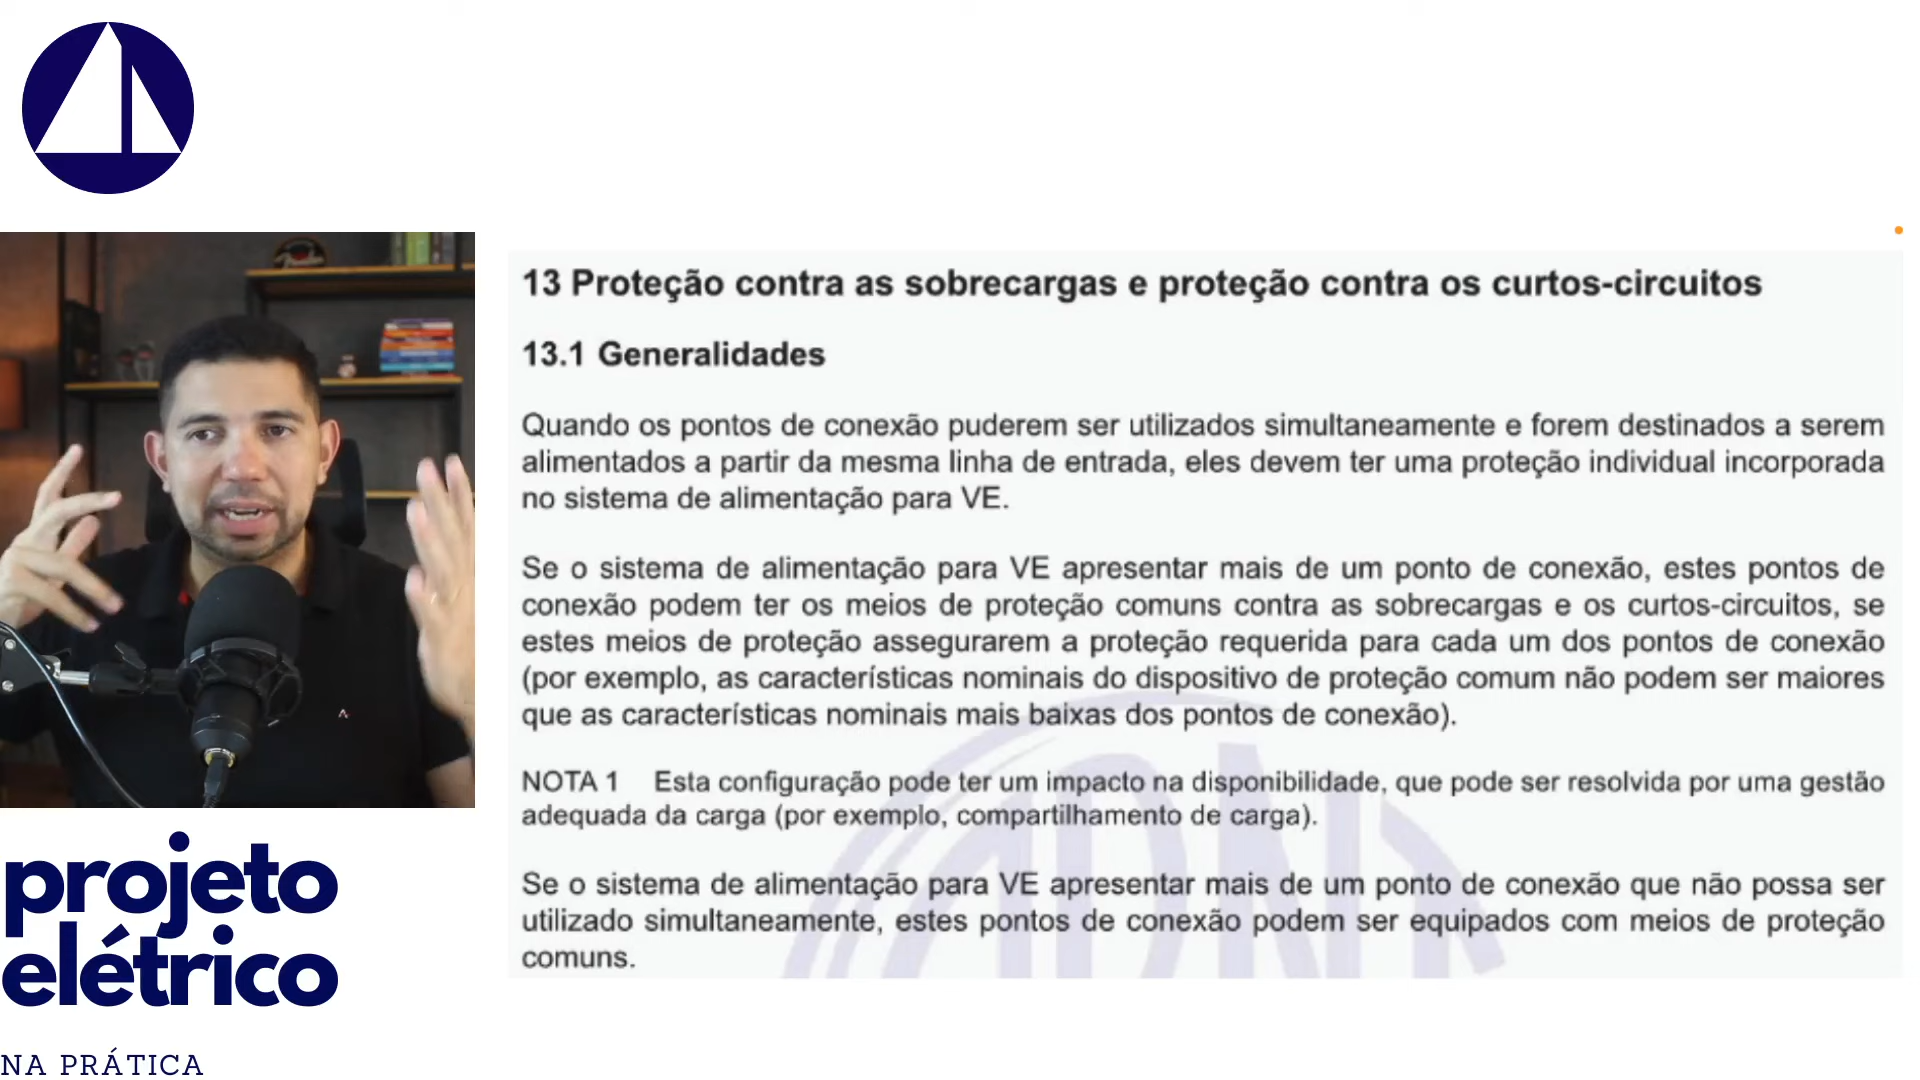 13 Proteção contra as sobrecargas e proteção contra os curtos-circuitos
13.1 Generalidades
Quando os pontos de conexão puderem ser utilizados simultaneamente e forem destinados a serem
alimentados a partir da mesma linha de entrada, eles devem ter uma proteção individual incorporada
no sistema de alimentação para VE.
Se o sistema de alimentação para VE apresentar mais de um ponto de conexão, estes pontos de
conexão podem ter os meios de proteção comuns contra as sobrecargas e os curtos-circuitos, se
estes meios de proteção assegurarem a proteção requerida para cada um dos pontos de conexão
(por exemplo, as características nominais do dispositivo de proteção comum não podem ser maiores
que as características nominais mais baixas dos pontos de conexão).
NOTA 1 Esta configuração pode ter um impacto na disponibilidade, que pode ser resolvida por uma gestão
adequada da carga (por exemplo, compartilhamento de carga).
Se o sistema de alimentação para VE apresentar mais de um ponto de conexão que não possa ser
utilizado simultaneamente, estes pontos de conexão podem ser equipados com meios de proteção
comuns.
projeto
elétrico
NA PRÁTICA